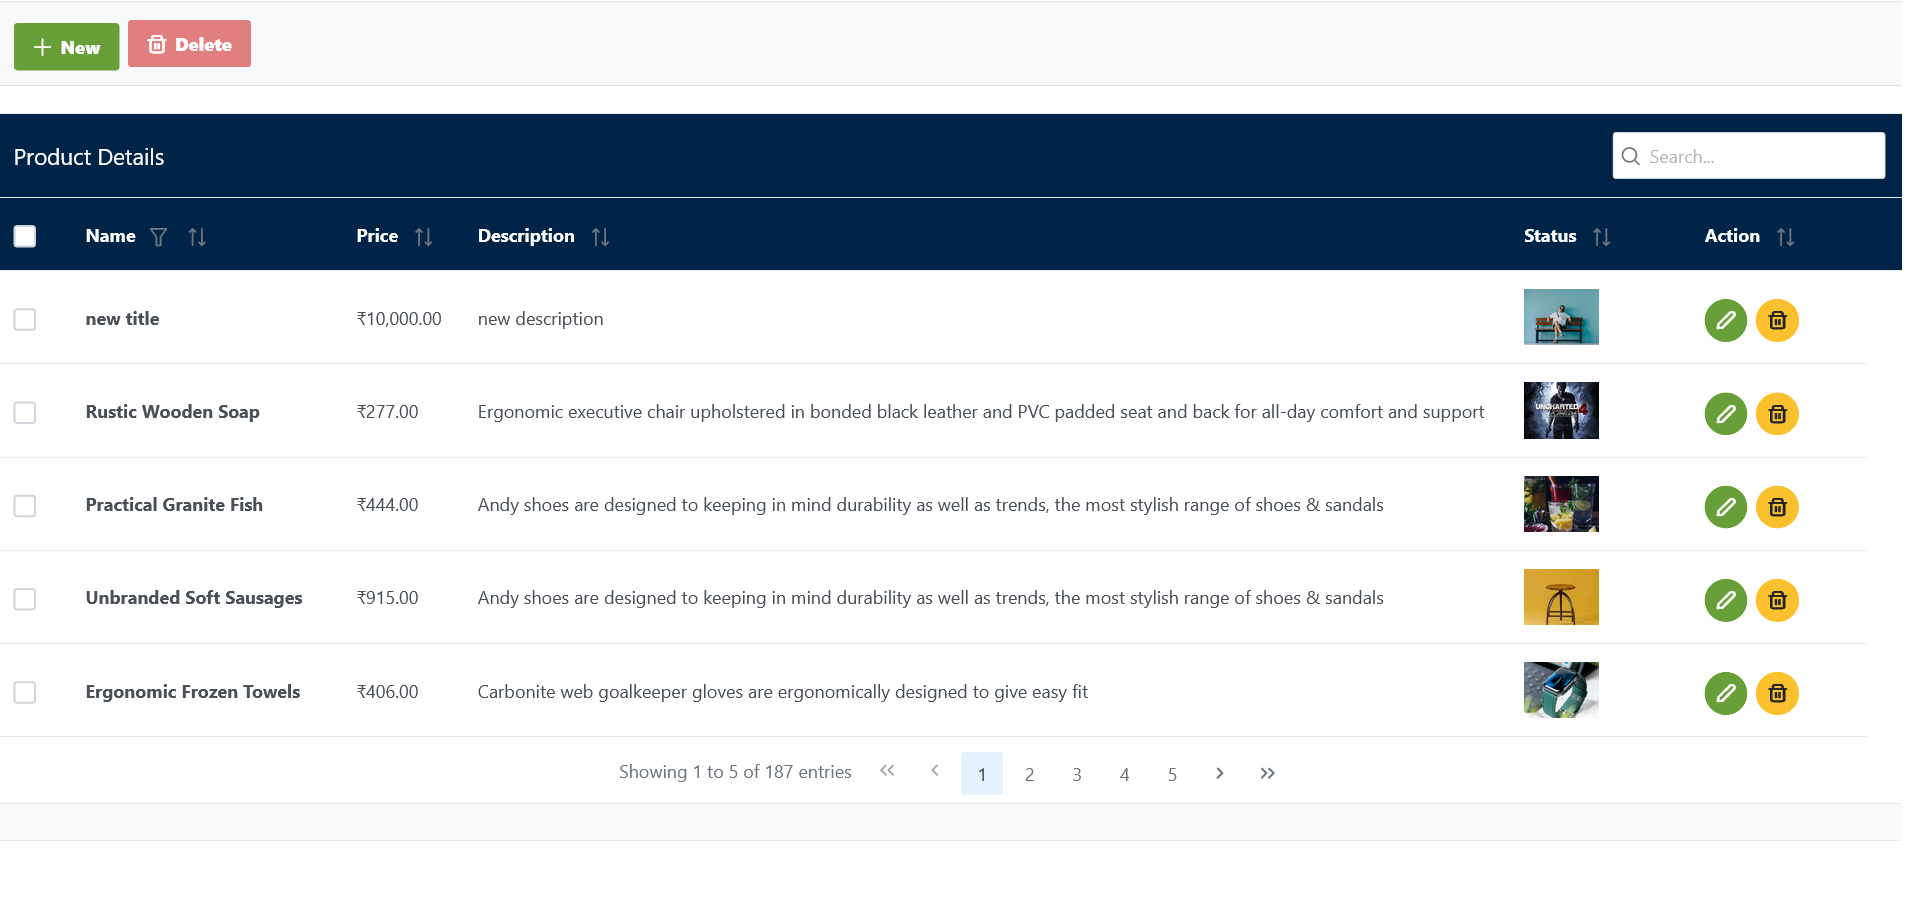 New
Delete
Product Details
Search...
Name Price Description Status Action
new title ₹10,000.00 new description
Rustic Wooden Soap ₹277.00 Ergonomic executive chair upholstered in bonded black leather and PVC padded seat and back for all-day comfort and support
UNCHARTED 4
Practical Granite Fish ₹444.00 Andy shoes are designed to keeping in mind durability as well as trends, the most stylish range of shoes & sandals
Unbranded Soft Sausages ₹915.00 Andy shoes are designed to keeping in mind durability as well as trends, the most stylish range of shoes & sandals
Ergonomic Frozen Towels ₹406.00 Carbonite web goalkeeper gloves are ergonomically designed to give easy fit
Showing 1 to 5 of 187 entries « ‹ 1 2 3 4 5 › »